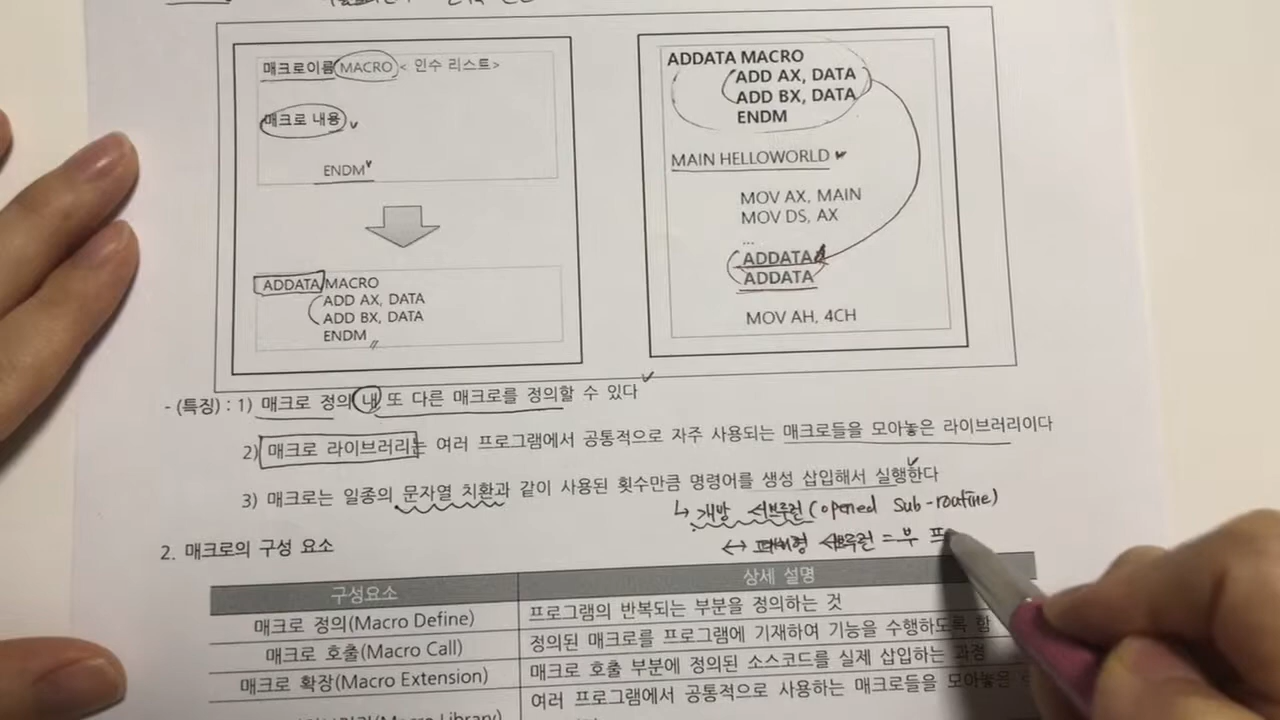 매크로이름 MACRO < 인수 리스트>
매크로 내용
ENDM
ADDATA MACRO
ADD AX, DATA
ADD BX, DATA
ENDM
ADDATA MACRO
ADD AX, DATA
ADD BX, DATA
ENDM
MAIN HELLOWORLD
MOV AX, MAIN
MOV DS, AX
...
ADDATA
ADDATA
MOV AH, 4CH
- (특징) : 1) 매크로 정의 내 또 다른 매크로를 정의할 수 있다
2) 매크로 라이브러리는 여러 프로그램에서 공통적으로 자주 사용되는 매크로들을 모아놓은 라이브러리이다
3) 매크로는 일종의 문자열 치환과 같이 사용된 횟수만큼 명령어를 생성 삽입해서 실행한다
↳ 개방 서브루틴 (opened Sub-routine)
↔ 서브루틴 = 부 프
2. 매크로의 구성 요소
구성요소 상세 설명
매크로 정의(Macro Define) 프로그램의 반복되는 부분을 정의하는 것
매크로 호출(Macro Call) 정의된 매크로를 프로그램에 기재하여 기능을 수행하도록 함
매크로 확장(Macro Extension) 매크로 호출 부분에 정의된 소스코드를 실제 삽입하는 과정
여러 프로그램에서 공통적으로 사용하는 매크로들을 모아놓은